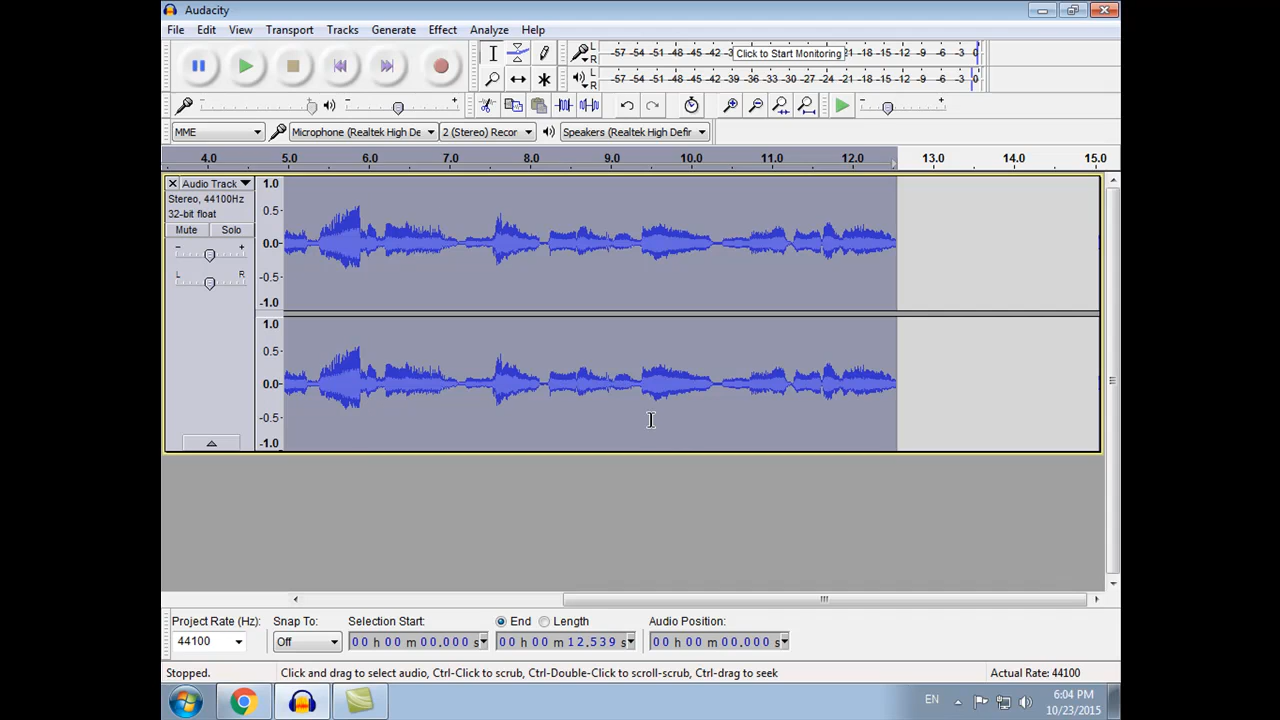 Audacity
File Edit View Transport Tracks Generate Effect Analyze Help
L -57 -54 -51 -48 -45 -42 -3 Click to Start Monitoring 21 -18 -15 -12 -9 -6 -3 0
R
L -57 -54 -51 -48 -45 -42 -39 -36 -33 -30 -27 -24 -21 -18 -15 -12 -9 -6 -3 0
R
MME Microphone (Realtek High De 2 (Stereo) Recor Speakers (Realtek High Defir
4.0 5.0 6.0 7.0 8.0 9.0 10.0 11.0 12.0 13.0 14.0 15.0
X Audio Track 1.0
Stereo, 44100Hz
32-bit float 0.5-
Mute Solo
- + 0.0-
L R -0.5-
-1.0
1.0
0.5-
0.0-
-0.5-
-1.0
Project Rate (Hz): Snap To: Selection Start: End Length Audio Position:
44100 Off 00 h 00 m 00.000 s 00 h 00 m 12.539 s 00 h 00 m 00.000 s
Stopped. Click and drag to select audio, Ctrl-Click to scrub, Ctrl-Double-Click to scroll-scrub, Ctrl-drag to seek Actual Rate: 44100
EN 6:04 PM
10/23/2015